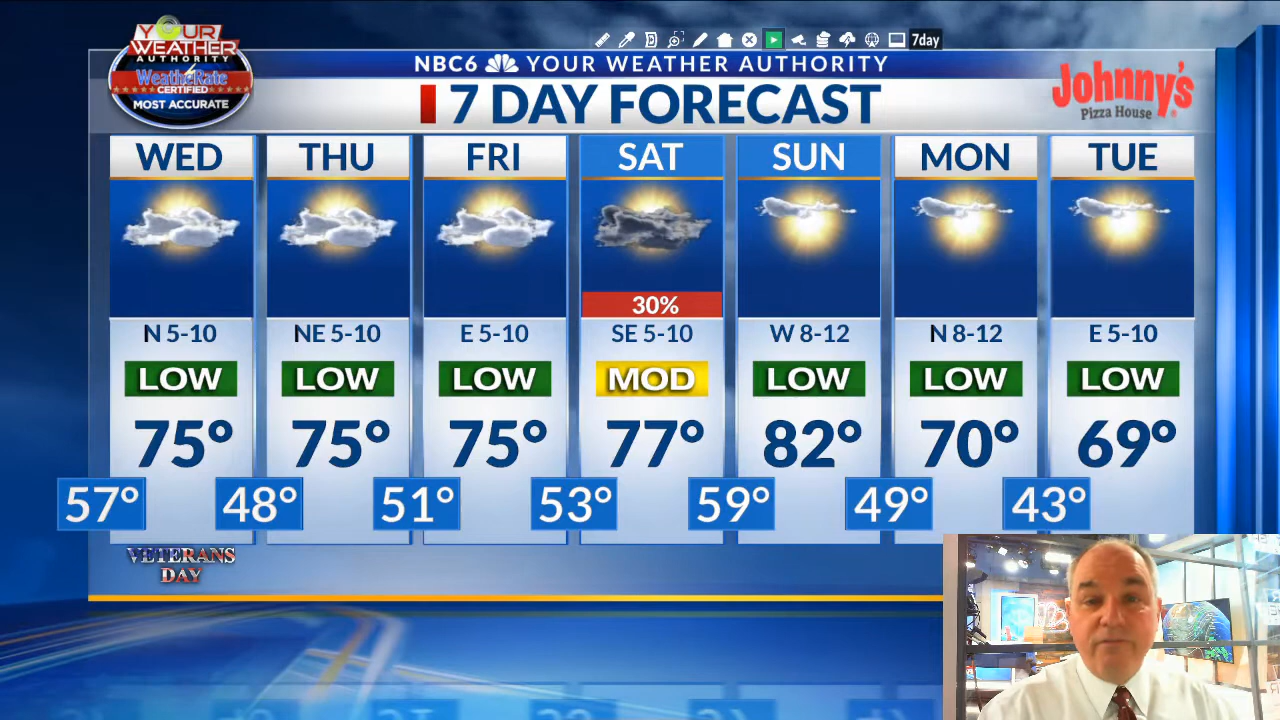 YOUR
WEATHER
AUTHORITY
WeatheRate
CERTIFIED
MOST ACCURATE
7day
NBC6 YOUR WEATHER AUTHORITY
7 DAY FORECAST
Johnny's
Pizza House
WED THU FRI SAT SUN MON TUE
30%
N 5-10 NE 5-10 E 5-10 SE 5-10 W 8-12 N 8-12 E 5-10
LOW LOW LOW MOD LOW LOW LOW
75° 75° 75° 77° 82° 70° 69°
57° 48° 51° 53° 59° 49° 43°
VETERANS
DAY